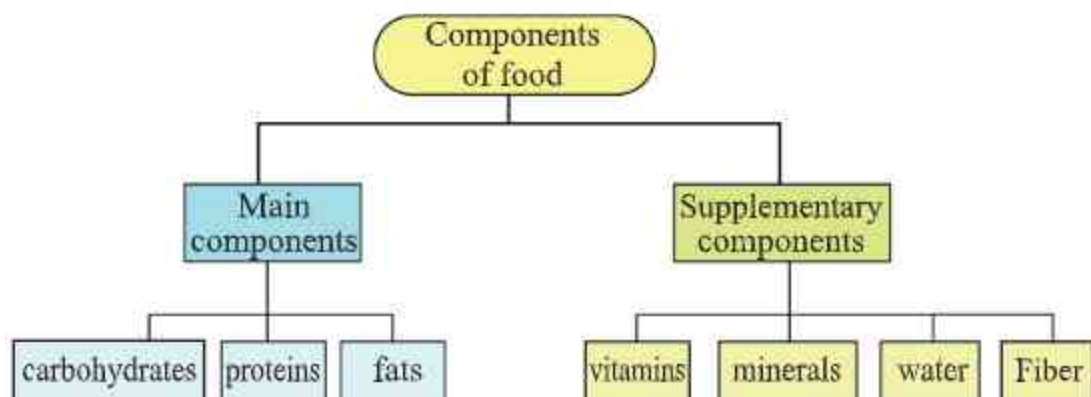 Components
of food
Main
components
Supplementary
components
carbohydrates
proteins
fats
vitamins
minerals
water
Fiber